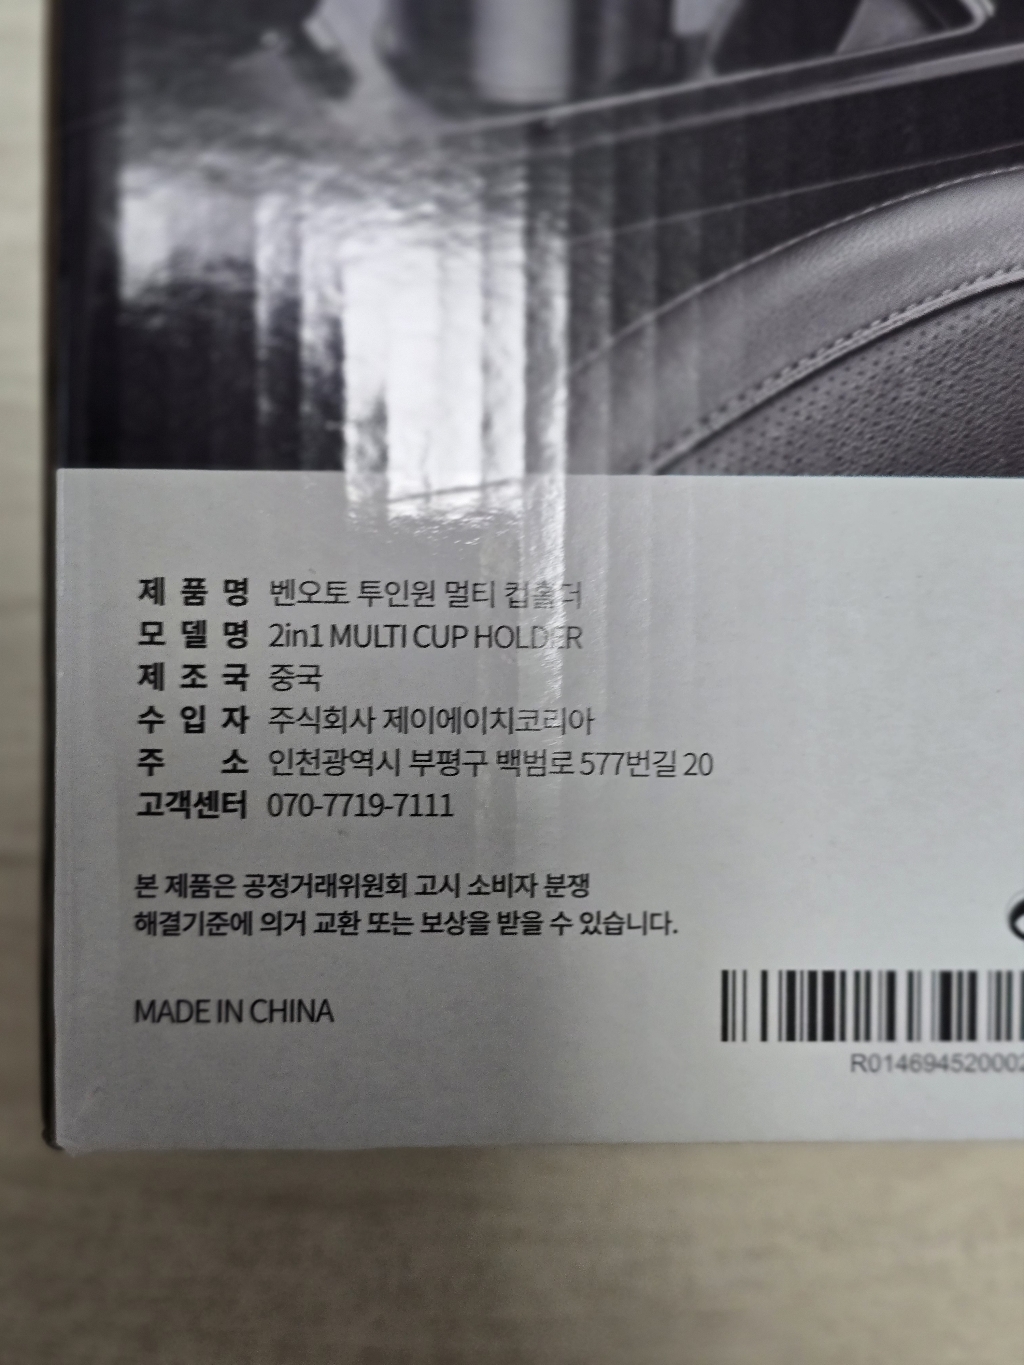 제 품 명 벤오토 투인원 멀티 컵홀더
모 델 명 2in1 MULTI CUP HOLDER
제 조 국 중국
수 입 자 주식회사 제이에이치코리아
주 소 인천광역시 부평구 백범로 577번길 20
고객센터 070-7719-7111
본 제품은 공정거래위원회 고시 소비자 분쟁
해결기준에 의거 교환 또는 보상을 받을 수 있습니다.
MADE IN CHINA
R014694520002